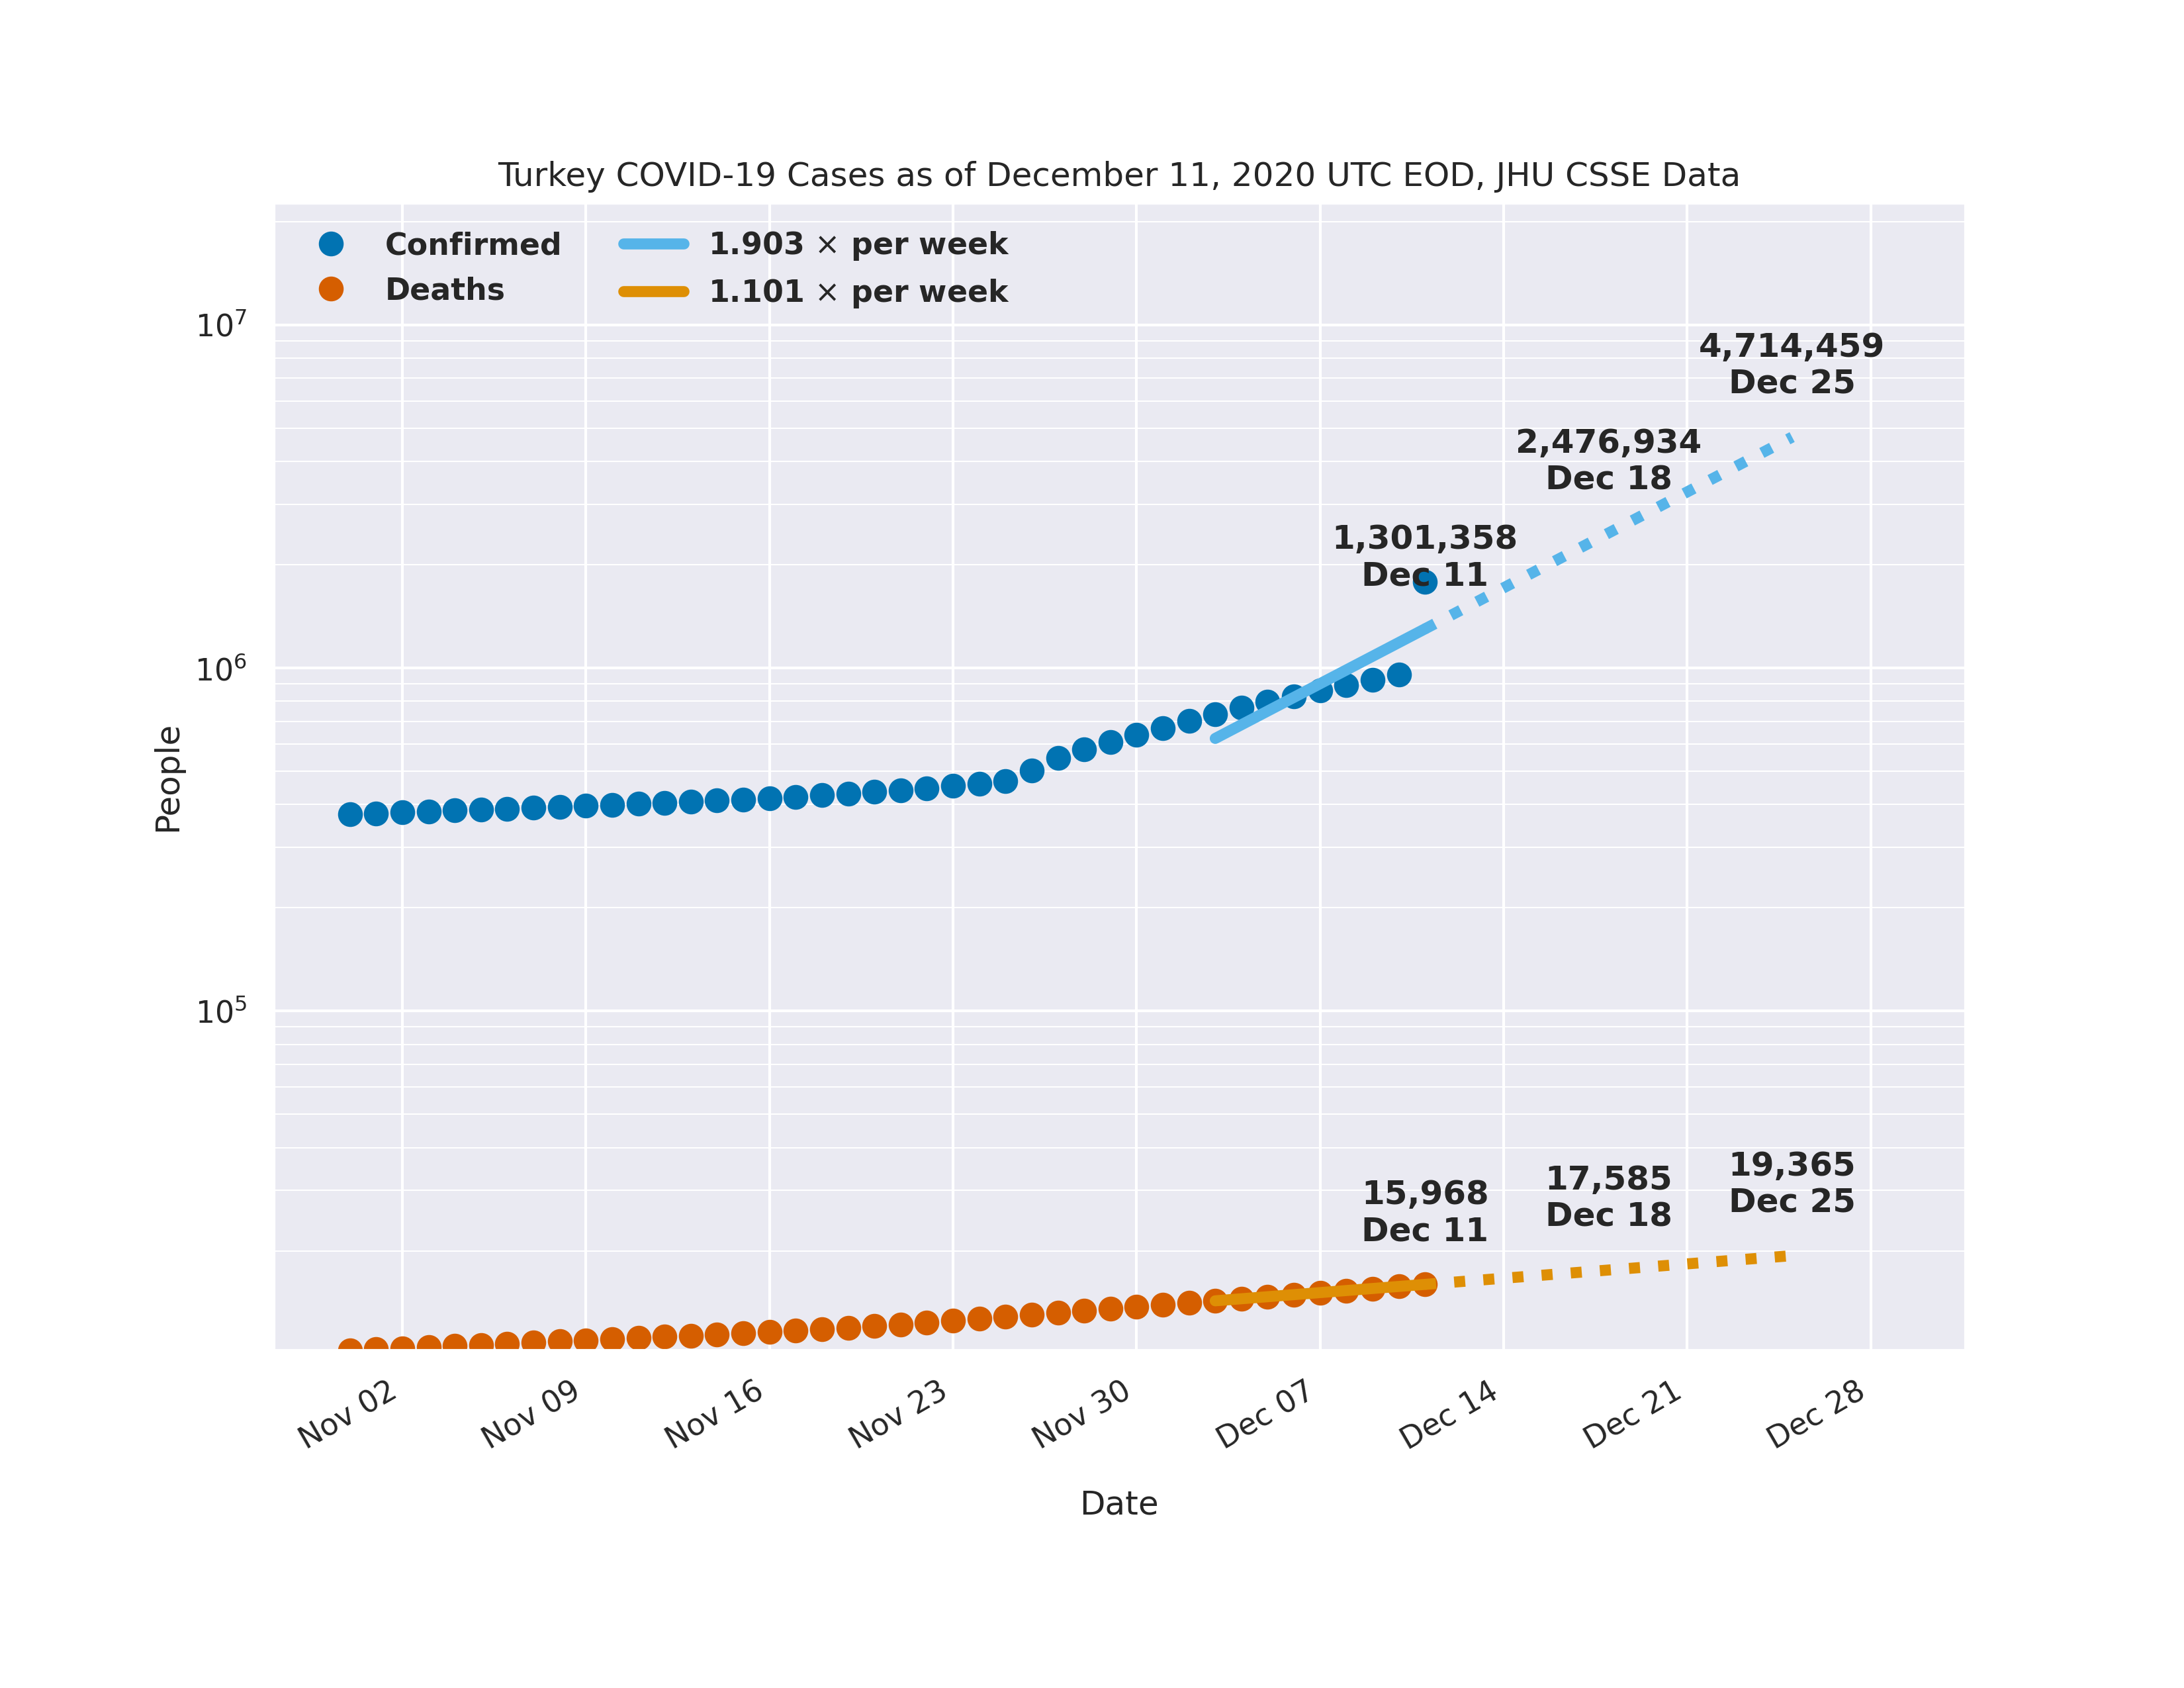 Turkey COVID-19 Cases as of December 11, 2020 UTC EOD, JHU CSSE Data
Confirmed
Deaths
1.903 × per week
1.101 × per week
10⁷
10⁶
10⁵
People
4,714,459
Dec 25
2,476,934
Dec 18
1,301,358
Dec 11
15,968
Dec 11
17,585
Dec 18
19,365
Dec 25
Nov 02
Nov 09
Nov 16
Nov 23
Nov 30
Dec 07
Dec 14
Dec 21
Dec 28
Date